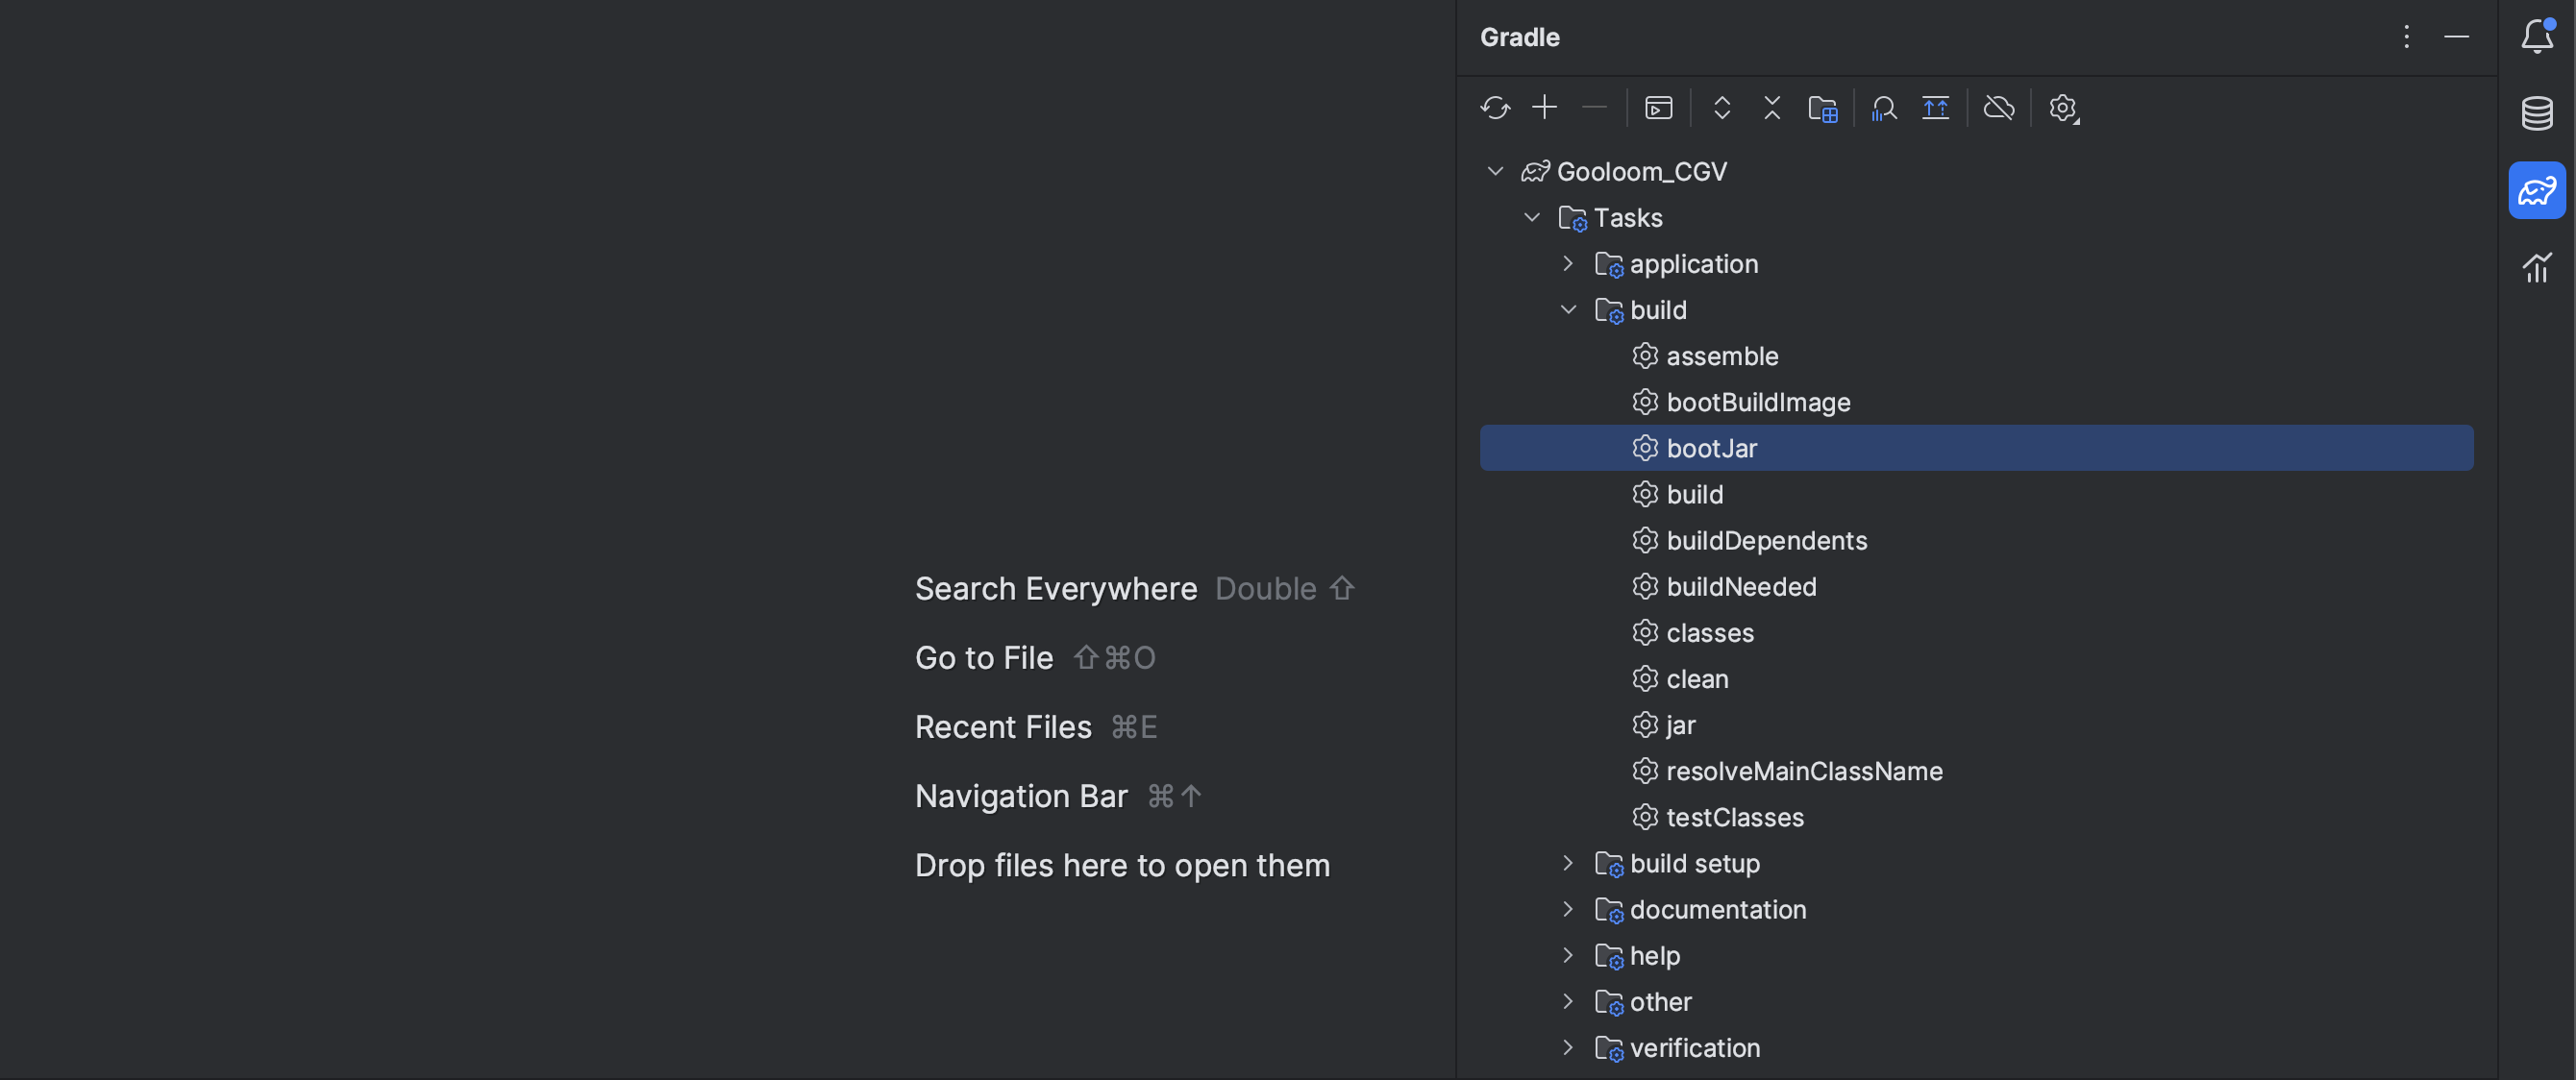 Gradle
Gooloom_CGV
Tasks
application
build
assemble
bootBuildImage
bootJar
build
buildDependents
buildNeeded
classes
clean
jar
resolveMainClassName
testClasses
build setup
documentation
help
other
verification
Search Everywhere Double ⇧
Go to File ⇧⌘O
Recent Files ⌘E
Navigation Bar ⌘↑
Drop files here to open them